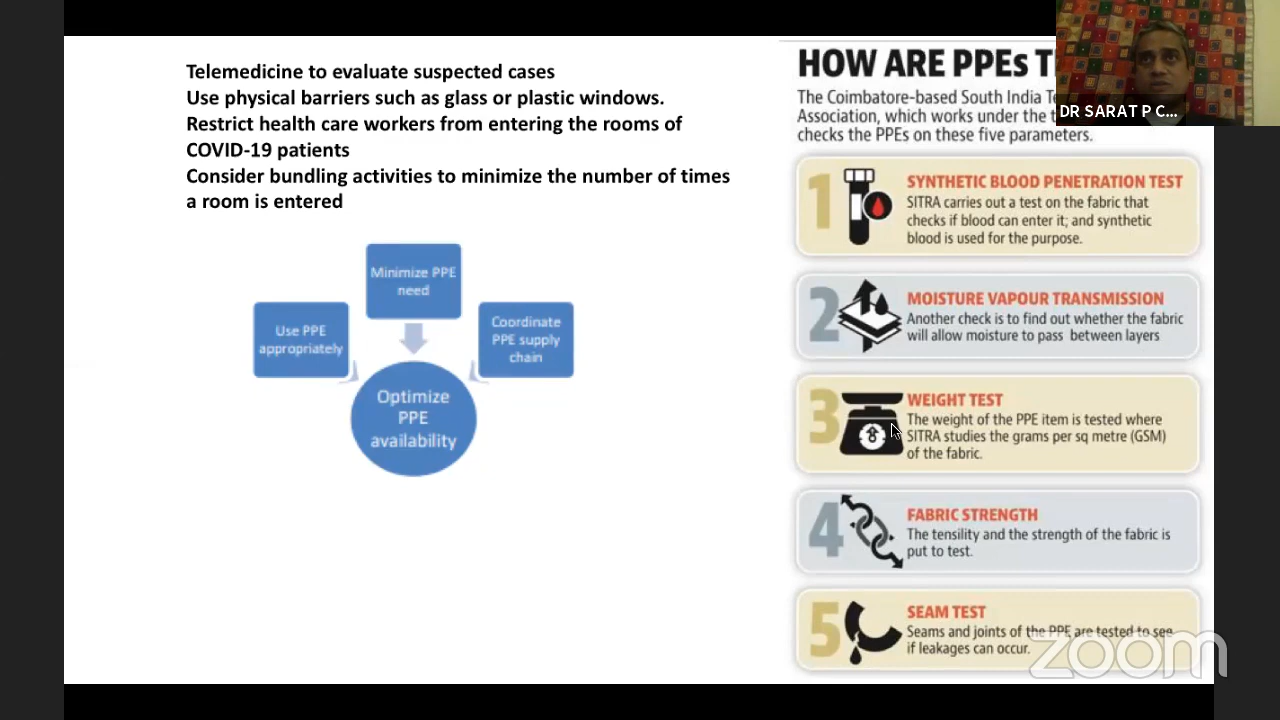 Telemedicine to evaluate suspected cases
Use physical barriers such as glass or plastic windows.
Restrict health care workers from entering the rooms of
COVID-19 patients
Consider bundling activities to minimize the number of times
a room is entered
Minimize PPE
need
Use PPE
appropriately
Coordinate
PPE supply
chain
Optimize
PPE
availability
HOW ARE PPEs
The Coimbatore-based South India
Association, which works under the
checks the PPEs on these five parameters.
1
SYNTHETIC BLOOD PENETRATION TEST
SITRA carries out a test on the fabric that
checks if blood can enter it; and synthetic
blood is used for the purpose.
2
MOISTURE VAPOUR TRANSMISSION
Another check is to find out whether the fabric
will allow moisture to pass between layers
3
WEIGHT TEST
The weight of the PPE item is tested where
SITRA studies the grams per sq metre (GSM)
of the fabric.
4
FABRIC STRENGTH
The tensility and the strength of the fabric is
put to test.
5
SEAM TEST
Seams and joints of the PPE are tested to see
if leakages can occur.
DR SARAT P C...
zoom